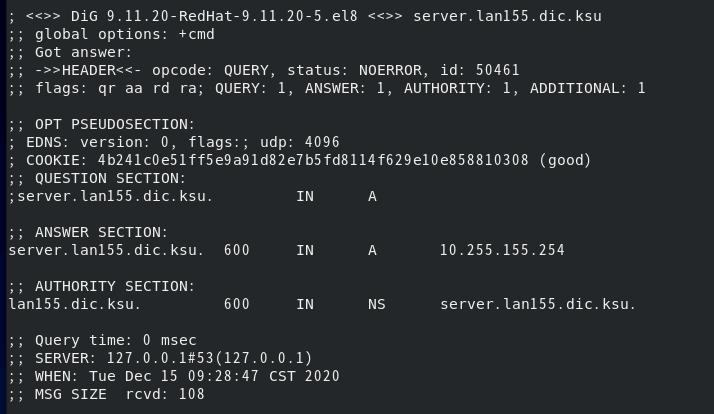 ; <<>> DiG 9.11.20-RedHat-9.11.20-5.el8 <<>> server.lan155.dic.ksu
;; global options: +cmd
;; Got answer:
;; ->>HEADER<<- opcode: QUERY, status: NOERROR, id: 50461
;; flags: qr aa rd ra; QUERY: 1, ANSWER: 1, AUTHORITY: 1, ADDITIONAL: 1

;; OPT PSEUDOSECTION:
; EDNS: version: 0, flags:; udp: 4096
; COOKIE: 4b241c0e51ff5e9a91d82e7b5fd8114f629e10e858810308 (good)
;; QUESTION SECTION:
;server.lan155.dic.ksu.		IN	A

;; ANSWER SECTION:
server.lan155.dic.ksu.	600	IN	A	10.255.155.254

;; AUTHORITY SECTION:
lan155.dic.ksu.		600	IN	NS	server.lan155.dic.ksu.

;; Query time: 0 msec
;; SERVER: 127.0.0.1#53(127.0.0.1)
;; WHEN: Tue Dec 15 09:28:47 CST 2020
;; MSG SIZE  rcvd: 108